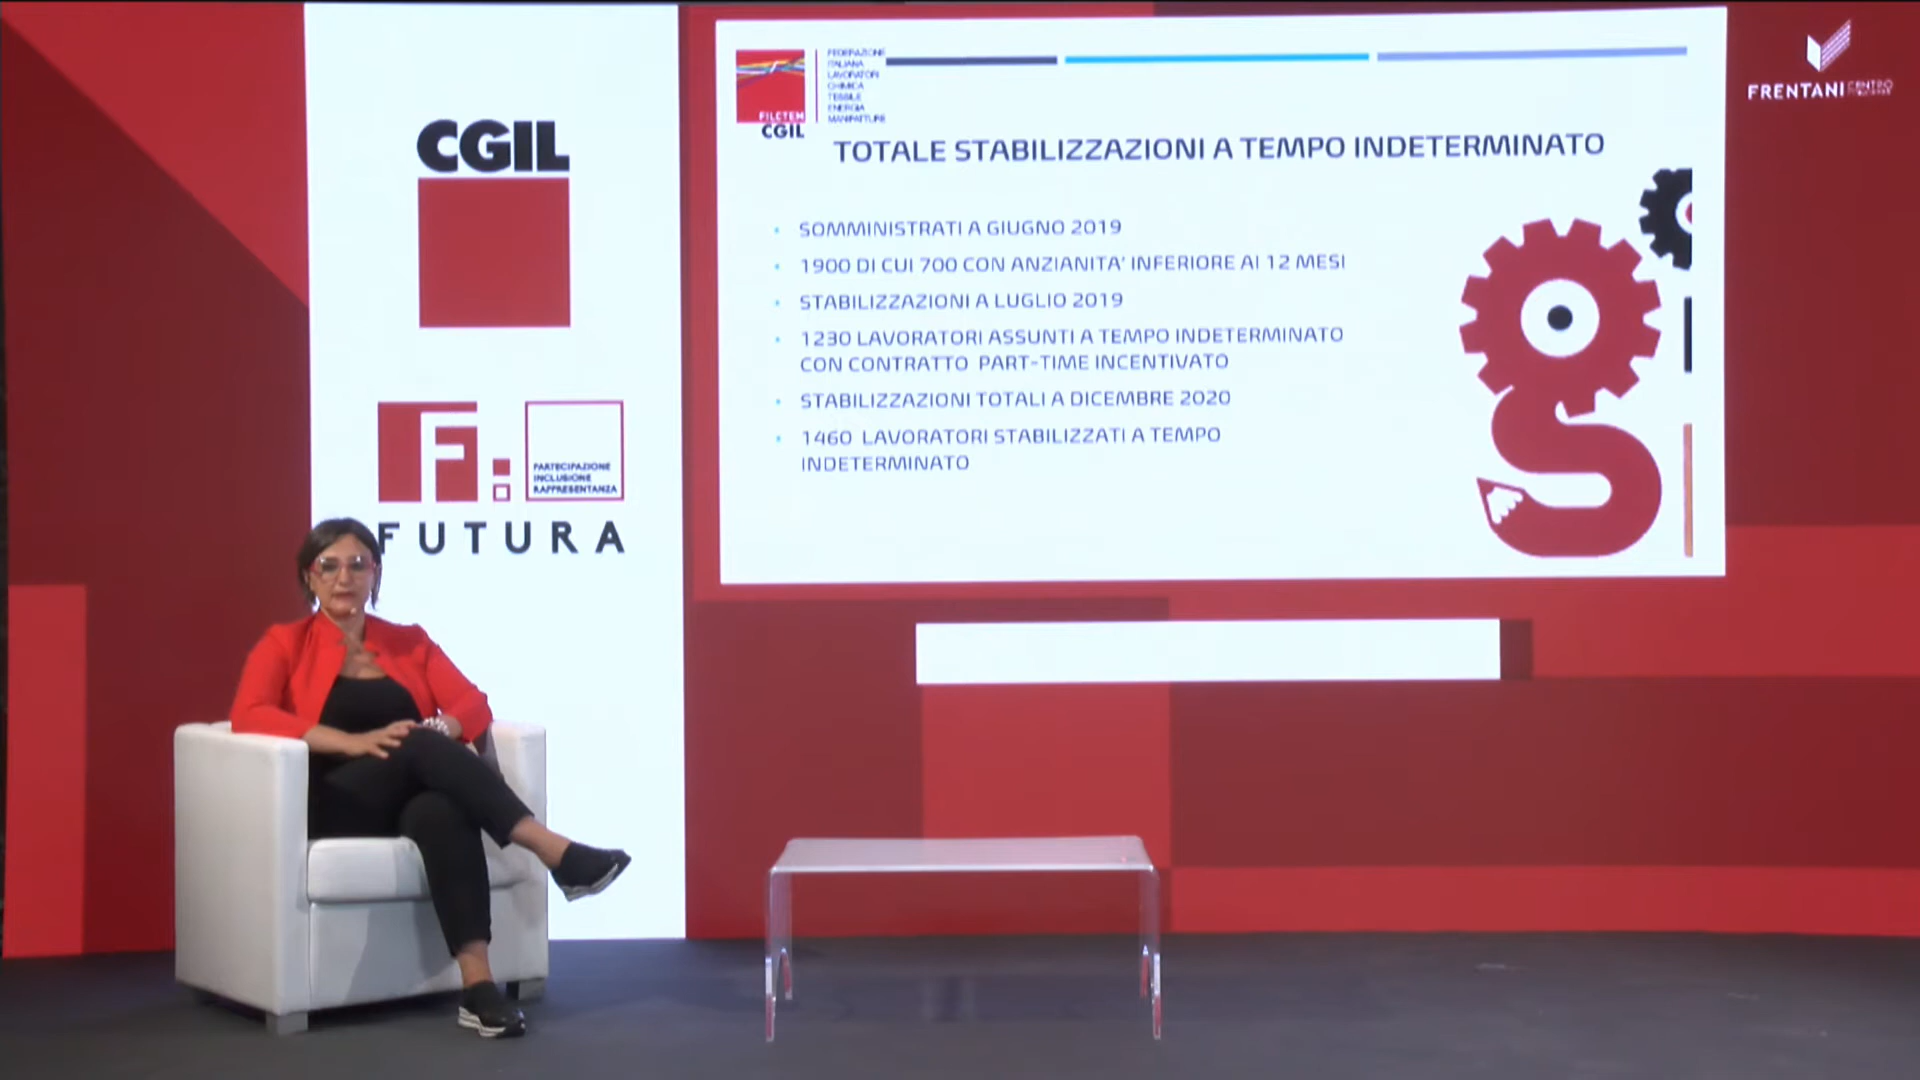 CGIL
PARTECIPAZIONE
INCLUSIONE
RAPPRESENTANZA
FUTURA
FILCTEM
CGIL
FEDERAZIONE
ITALIANA
LAVORATORI
CHIMICA
TESSILE
ENERGIA
MANIFATTURE
TOTALE STABILIZZAZIONI A TEMPO INDETERMINATO
• SOMMINISTRATI A GIUGNO 2019
• 1900 DI CUI 700 CON ANZIANITA' INFERIORE AI 12 MESI
• STABILIZZAZIONI A LUGLIO 2019
• 1230 LAVORATORI ASSUNTI A TEMPO INDETERMINATO
CON CONTRATTO PART-TIME INCENTIVATO
• STABILIZZAZIONI TOTALI A DICEMBRE 2020
• 1460 LAVORATORI STABILIZZATI A TEMPO
INDETERMINATO
FRENTANI CENTRO